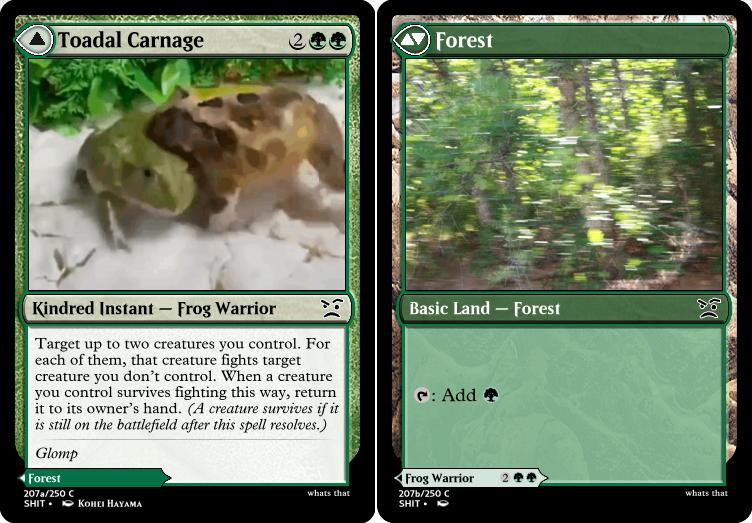 Toadal Carnage 2
Kindred Instant — Frog Warrior
Target up to two creatures you control. For
each of them, that creature fights target
creature you don't control. When a creature
you control survives fighting this way, return
it to its owner's hand. (A creature survives if it
is still on the battlefield after this spell resolves.)
Glomp
Forest
207a/250 C
SHIT • Kohei Hayama
whats that
Forest
Basic Land — Forest
: Add
Frog Warrior 2
207b/250 C
SHIT •
whats that